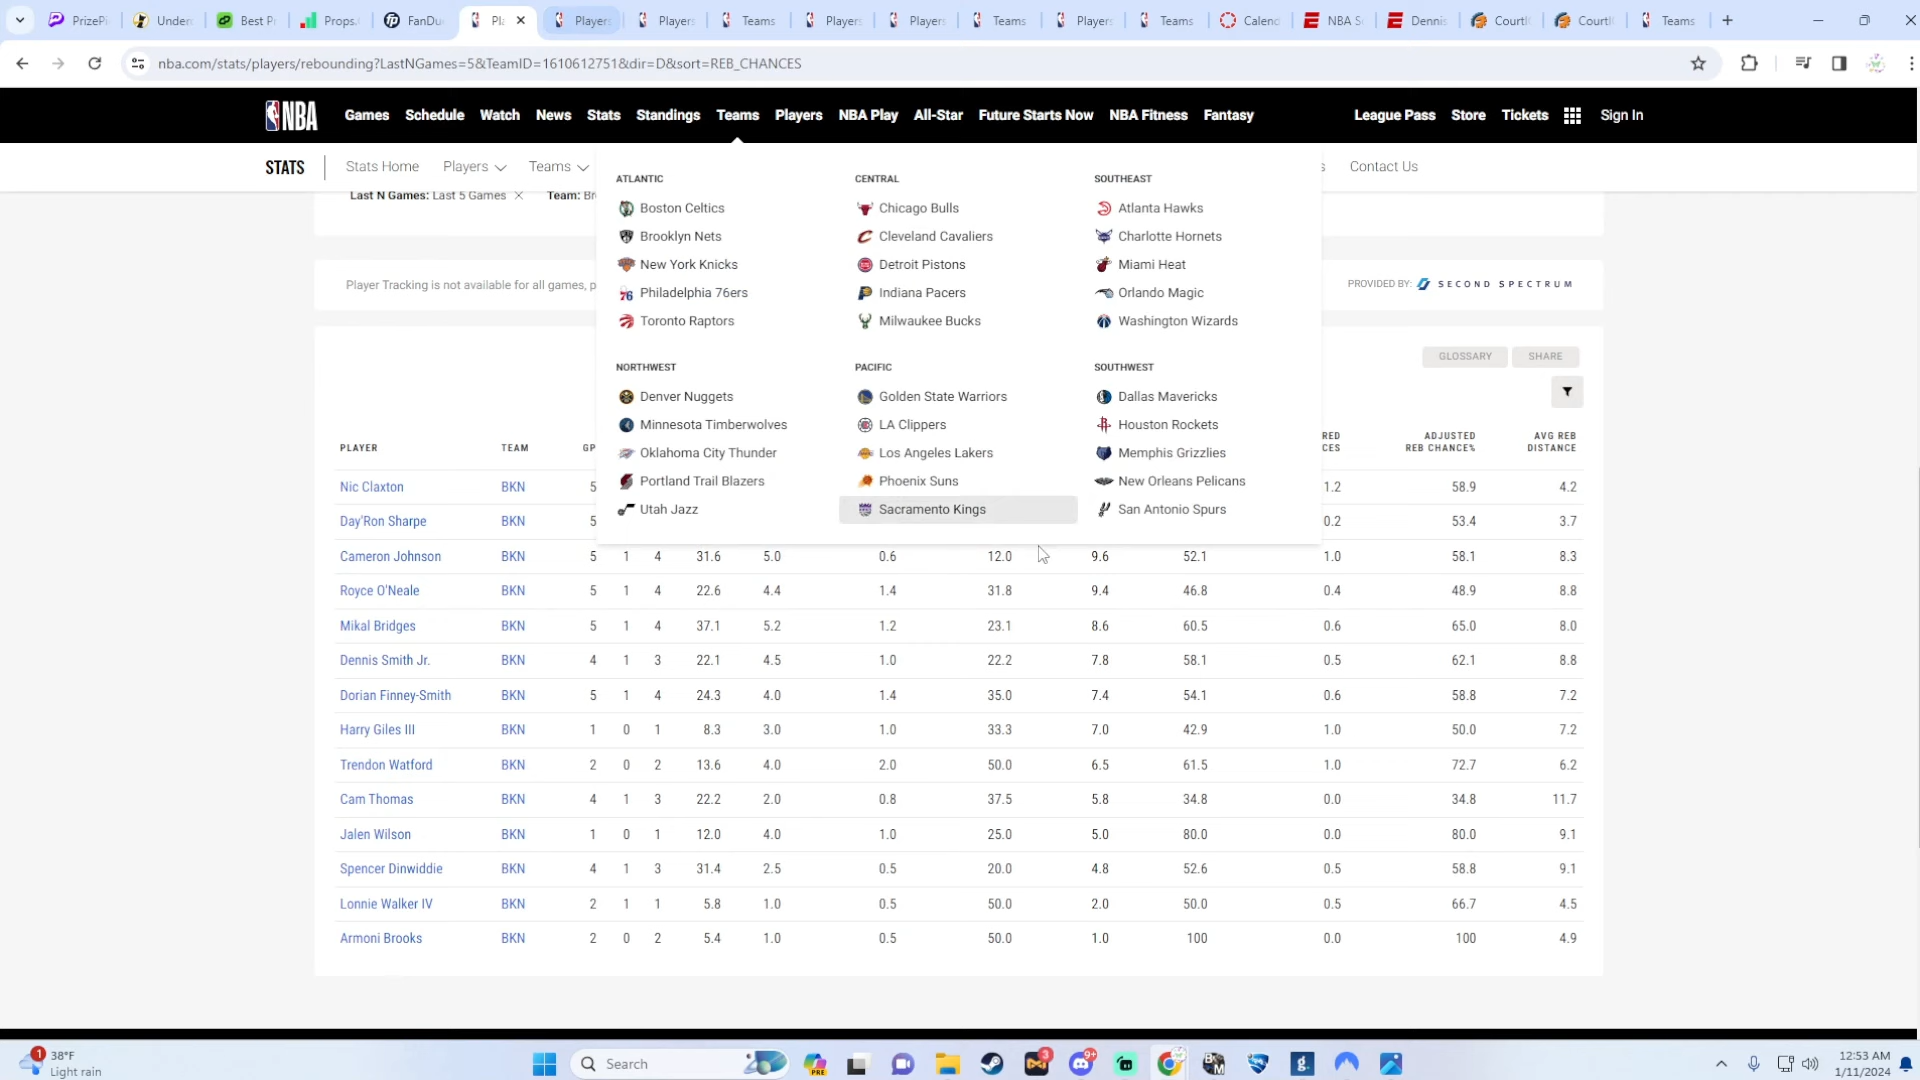 PrizePi
Under
Best Pr
Props.
FanDu
Pla
Players
Players
Teams
Players
Players
Teams
Players
Teams
Calend
NBA S
Dennis
CourtI
CourtI
Teams
nba.com/stats/players/rebounding?LastNGames=5&TeamID=1610612751&dir=D&sort=REB_CHANCES
NBA Games Schedule Watch News Stats Standings Teams Players NBA Play All-Star Future Starts Now NBA Fitness Fantasy League Pass Store Tickets Sign In
STATS Stats Home Players Teams s Contact Us
Last N Games: Last 5 Games Team: Br
ATLANTIC CENTRAL SOUTHEAST
Boston Celtics Chicago Bulls Atlanta Hawks
Brooklyn Nets Cleveland Cavaliers Charlotte Hornets
New York Knicks Detroit Pistons Miami Heat
Philadelphia 76ers Indiana Pacers Orlando Magic
Toronto Raptors Milwaukee Bucks Washington Wizards
Player Tracking is not available for all games, p
PROVIDED BY: SECOND SPECTRUM
GLOSSARY SHARE
NORTHWEST PACIFIC SOUTHWEST
Denver Nuggets Golden State Warriors Dallas Mavericks
Minnesota Timberwolves LA Clippers Houston Rockets
Oklahoma City Thunder Los Angeles Lakers Memphis Grizzlies
Portland Trail Blazers Phoenix Suns New Orleans Pelicans
Utah Jazz Sacramento Kings San Antonio Spurs
PLAYER TEAM GP RED CES ADJUSTED REB CHANCE% AVG REB DISTANCE
Nic Claxton BKN 5 1.2 58.9 4.2
Day'Ron Sharpe BKN 5 0.2 53.4 3.7
Cameron Johnson BKN 5 1 4 31.6 5.0 0.6 12.0 9.6 52.1 1.0 58.1 8.3
Royce O'Neale BKN 5 1 4 22.6 4.4 1.4 31.8 9.4 46.8 0.4 48.9 8.8
Mikal Bridges BKN 5 1 4 37.1 5.2 1.2 23.1 8.6 60.5 0.6 65.0 8.0
Dennis Smith Jr. BKN 4 1 3 22.1 4.5 1.0 22.2 7.8 58.1 0.5 62.1 8.8
Dorian Finney-Smith BKN 5 1 4 24.3 4.0 1.4 35.0 7.4 54.1 0.6 58.8 7.2
Harry Giles III BKN 1 0 1 8.3 3.0 1.0 33.3 7.0 42.9 1.0 50.0 7.2
Trendon Watford BKN 2 0 2 13.6 4.0 2.0 50.0 6.5 61.5 1.0 72.7 6.2
Cam Thomas BKN 4 1 3 22.2 2.0 0.8 37.5 5.8 34.8 0.0 34.8 11.7
Jalen Wilson BKN 1 0 1 12.0 4.0 1.0 25.0 5.0 80.0 0.0 80.0 9.1
Spencer Dinwiddie BKN 4 1 3 31.4 2.5 0.5 20.0 4.8 52.6 0.5 58.8 9.1
Lonnie Walker IV BKN 2 1 1 5.8 1.0 0.5 50.0 2.0 50.0 0.5 66.7 4.5
Armoni Brooks BKN 2 0 2 5.4 1.0 0.5 50.0 1.0 100 0.0 100 4.9
1 38°F
Light rain
Search
PRE
3
9+
12:53 AM
1/11/2024